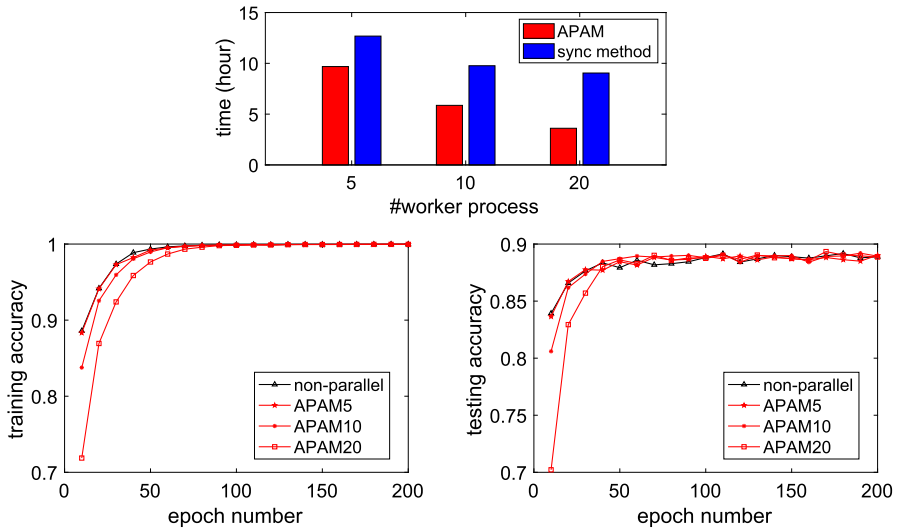 15
10
5
0
time (hour)
APAM
sync method
5 10 20
#worker process
1
0.9
0.8
0.7
training accuracy
non-parallel
APAM5
APAM10
APAM20
0 50 100 150 200
epoch number
0.9
0.85
0.8
0.75
0.7
testing accuracy
non-parallel
APAM5
APAM10
APAM20
0 50 100 150 200
epoch number